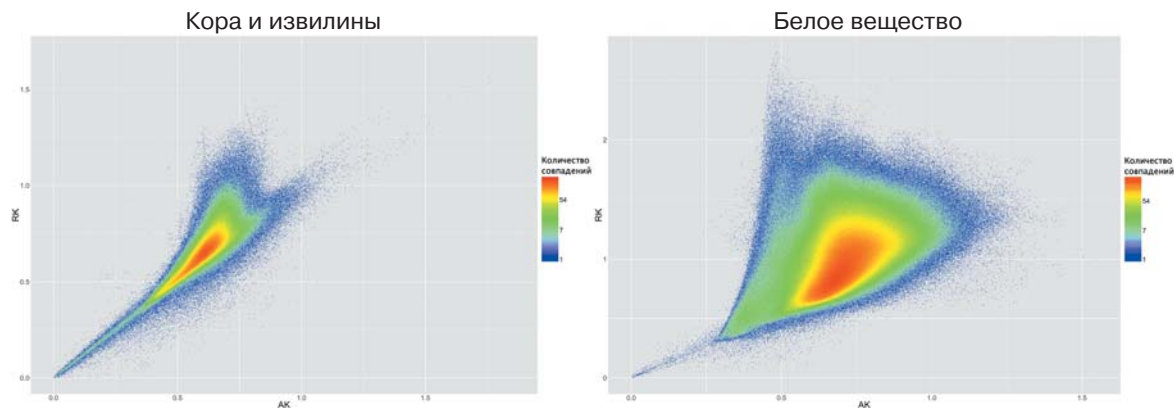 Кора и извилины
Белое вещество
1.5
1.0
0.5
0.0
RK
0.0
0.5
1.0
1.5
AK
Количество
совпадений
54
7
1
2
1
0
RK
0.0
0.5
1.0
1.5
AK
Количество
совпадений
54
7
1